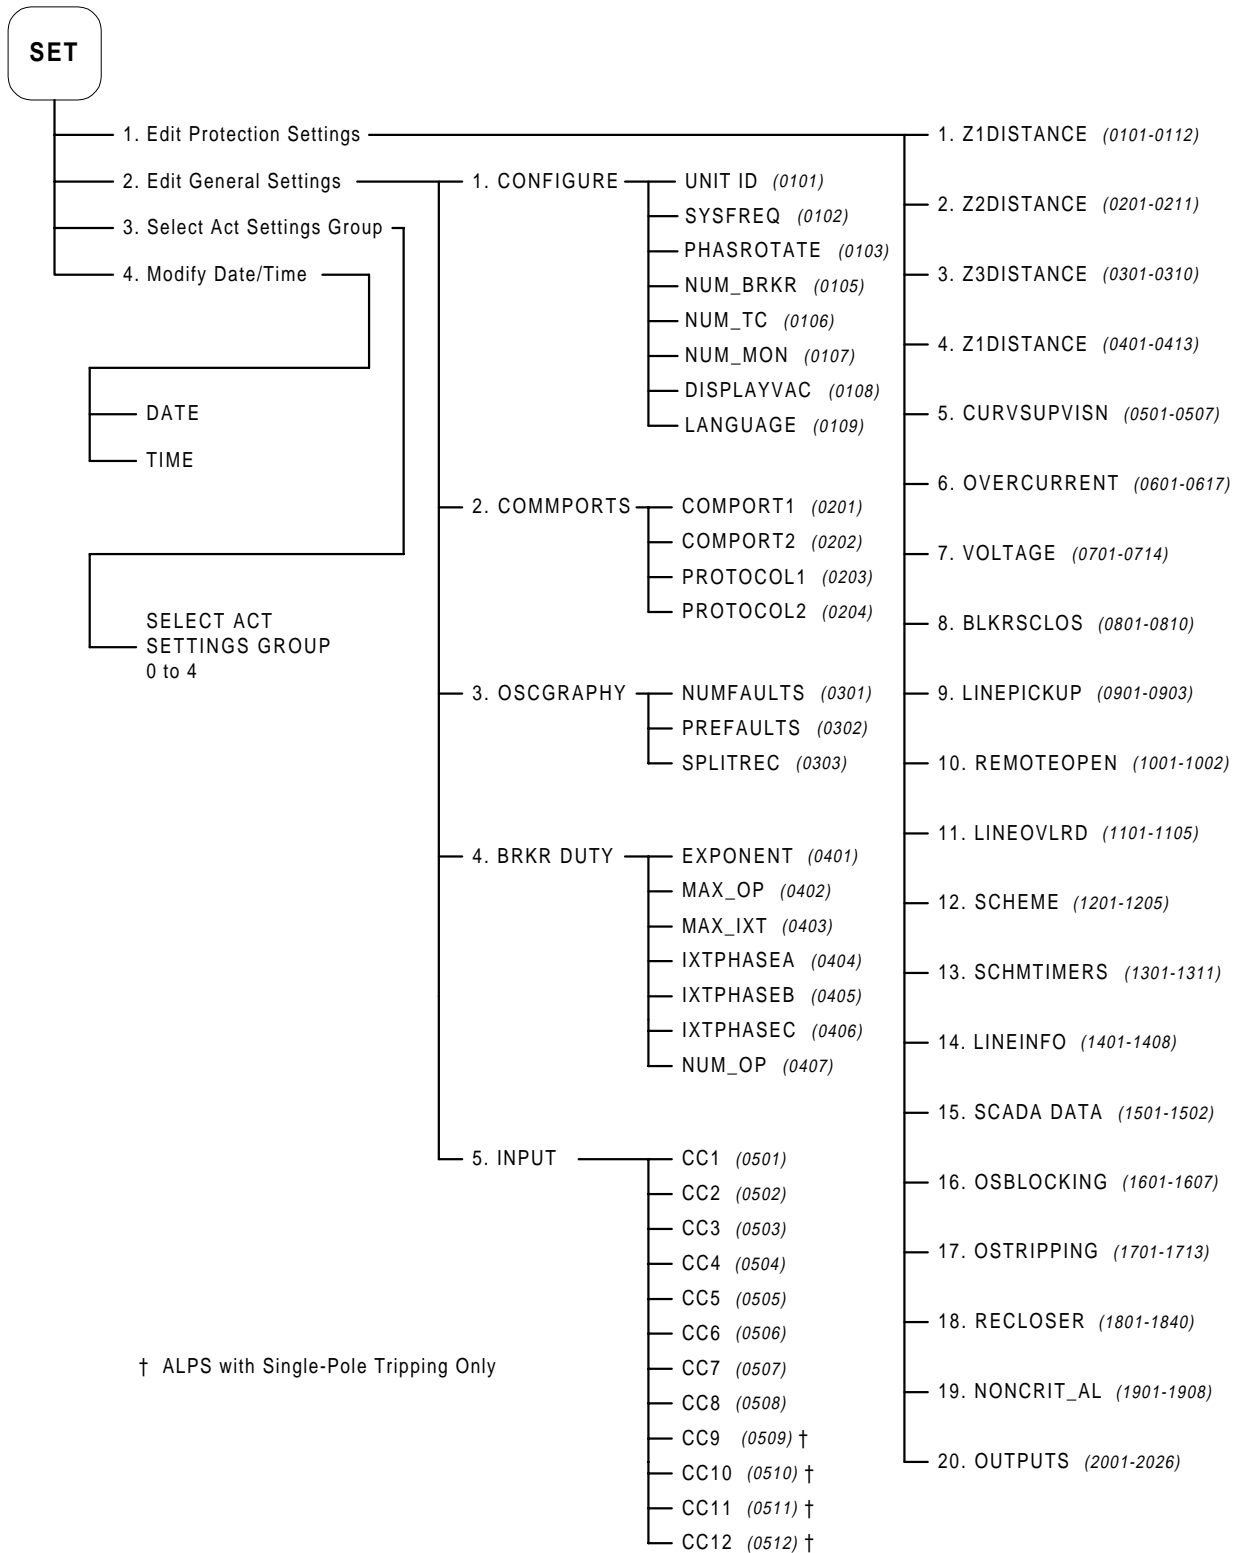 SET
1. Edit Protection Settings
2. Edit General Settings
3. Select Act Settings Group
4. Modify Date/Time
DATE
TIME
SELECT ACT
SETTINGS GROUP
0 to 4
1. CONFIGURE
UNIT ID (0101)
SYSFREQ (0102)
PHASROTATE (0103)
NUM_BRKR (0105)
NUM_TC (0106)
NUM_MON (0107)
DISPLAYVAC (0108)
LANGUAGE (0109)
2. COMMPORTS
COMPORT1 (0201)
COMPORT2 (0202)
PROTOCOL1 (0203)
PROTOCOL2 (0204)
3. OSCGRAPHY
NUMFAULTS (0301)
PREFAULTS (0302)
SPLITREC (0303)
4. BRKR DUTY
EXPONENT (0401)
MAX_OP (0402)
MAX_IXT (0403)
IXTPHASEA (0404)
IXTPHASEB (0405)
IXTPHASEC (0406)
NUM_OP (0407)
5. INPUT
CC1 (0501)
CC2 (0502)
CC3 (0503)
CC4 (0504)
CC5 (0505)
CC6 (0506)
CC7 (0507)
CC8 (0508)
CC9 (0509) †
CC10 (0510) †
CC11 (0511) †
CC12 (0512) †
1. Z1DISTANCE (0101-0112)
2. Z2DISTANCE (0201-0211)
3. Z3DISTANCE (0301-0310)
4. Z1DISTANCE (0401-0413)
5. CURVSUPVISN (0501-0507)
6. OVERCURRENT (0601-0617)
7. VOLTAGE (0701-0714)
8. BLKRSCLOS (0801-0810)
9. LINEPICKUP (0901-0903)
10. REMOTEOPEN (1001-1002)
11. LINEOVLRD (1101-1105)
12. SCHEME (1201-1205)
13. SCHMTIMERS (1301-1311)
14. LINEINFO (1401-1408)
15. SCADA DATA (1501-1502)
16. OSBLOCKING (1601-1607)
17. OSTRIPPING (1701-1713)
18. RECLOSER (1801-1840)
19. NONCRIT_AL (1901-1908)
20. OUTPUTS (2001-2026)
† ALPS with Single-Pole Tripping Only